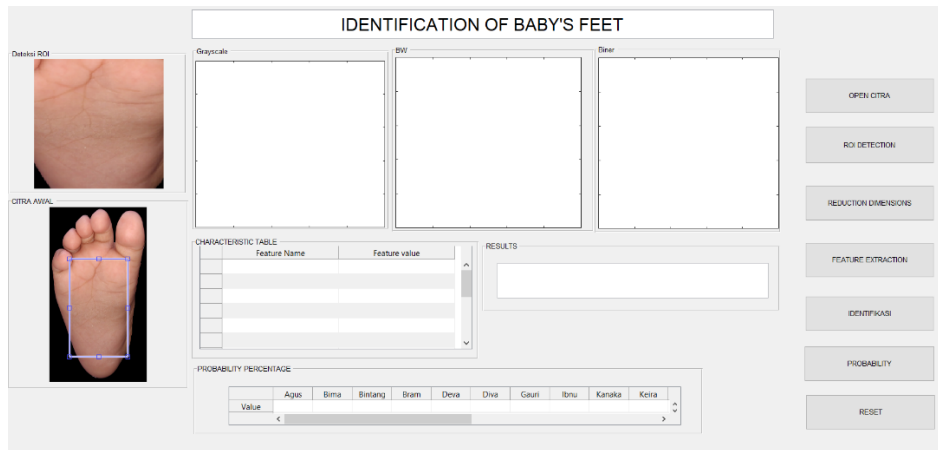 IDENTIFICATION OF BABY'S FEET
Deteksi ROI
Grayscale
BW
Biner
OPEN CITRA
ROI DETECTION
CITRA AWAL
REDUCTION DIMENSIONS
CHARACTERISTIC TABLE
Feature Name Feature value
RESULTS
FEATURE EXTRACTION
IDENTIFIKASI
PROBABILITY
PROBABILITY PERCENTAGE
Agus Bima Bintang Bram Deva Diva Gauri Ibnu Kanaka Keira
Value
RESET